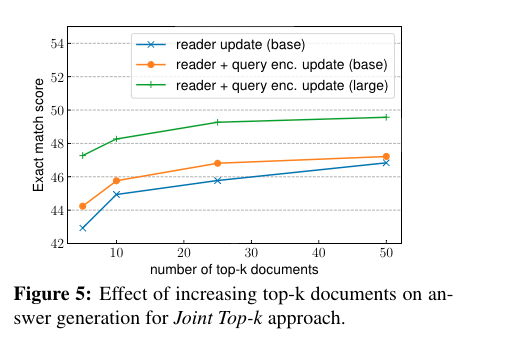 54
52
50
48
46
44
42
Exact match score
reader update (base)
reader + query enc. update (base)
reader + query enc. update (large)
10
20
30
40
50
number of top-k documents
Figure 5: Effect of increasing top-k documents on an-
swer generation for Joint Top-k approach.